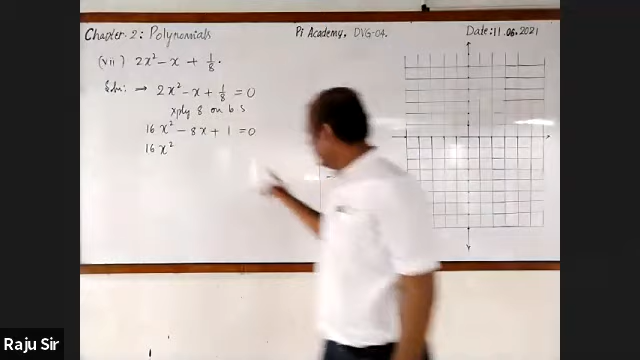 Chapter. 2: Polynomials
Pi Academy. DVG-04.
Date: 11.06.2021
(vii) 2x² - x + 1/8.
Soln: → 2x² - x + 1/8 = 0
xply 8 on b s
16x² - 8x + 1 = 0
16x²
Raju Sir